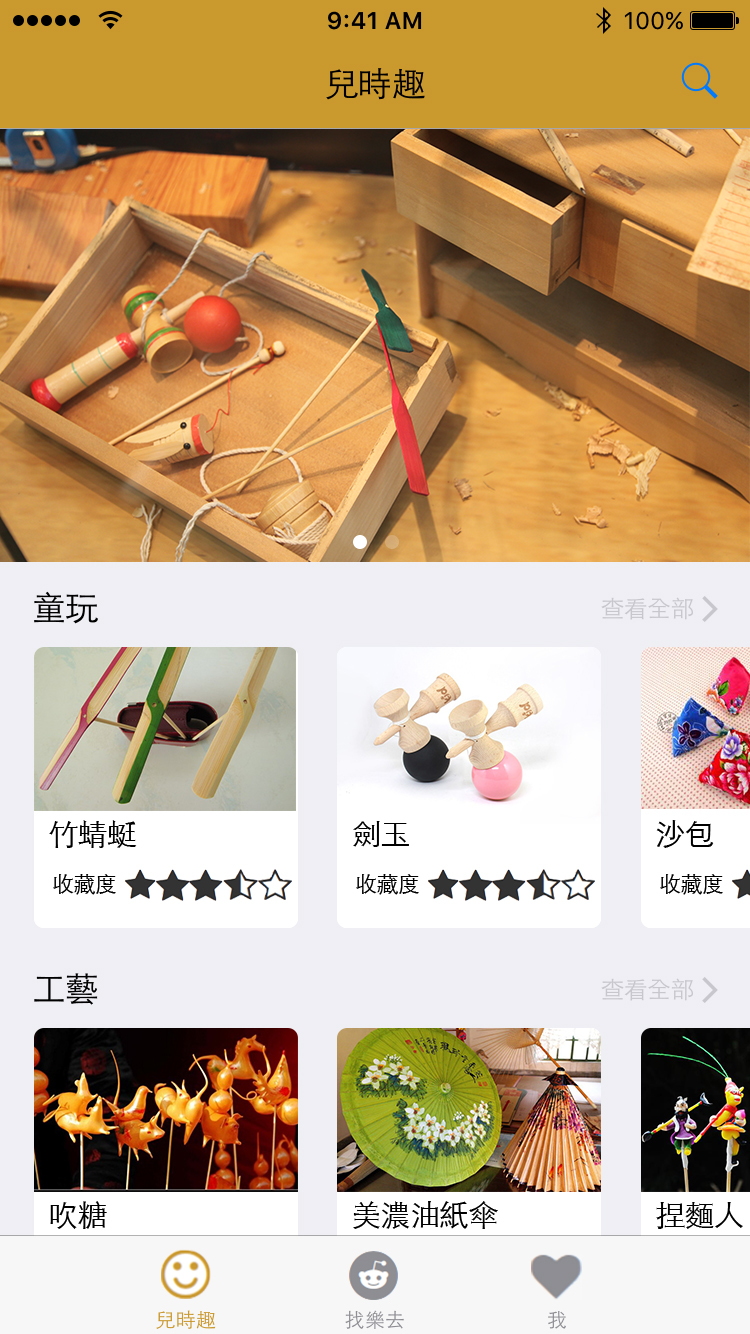 9:41 AM
100%
兒時趣
童玩
查看全部
竹蜻蜓
劍玉
沙包
收藏度
收藏度
收藏度
工藝
查看全部
吹糖
美濃油紙傘
捏麵人
兒時趣
找樂去
我